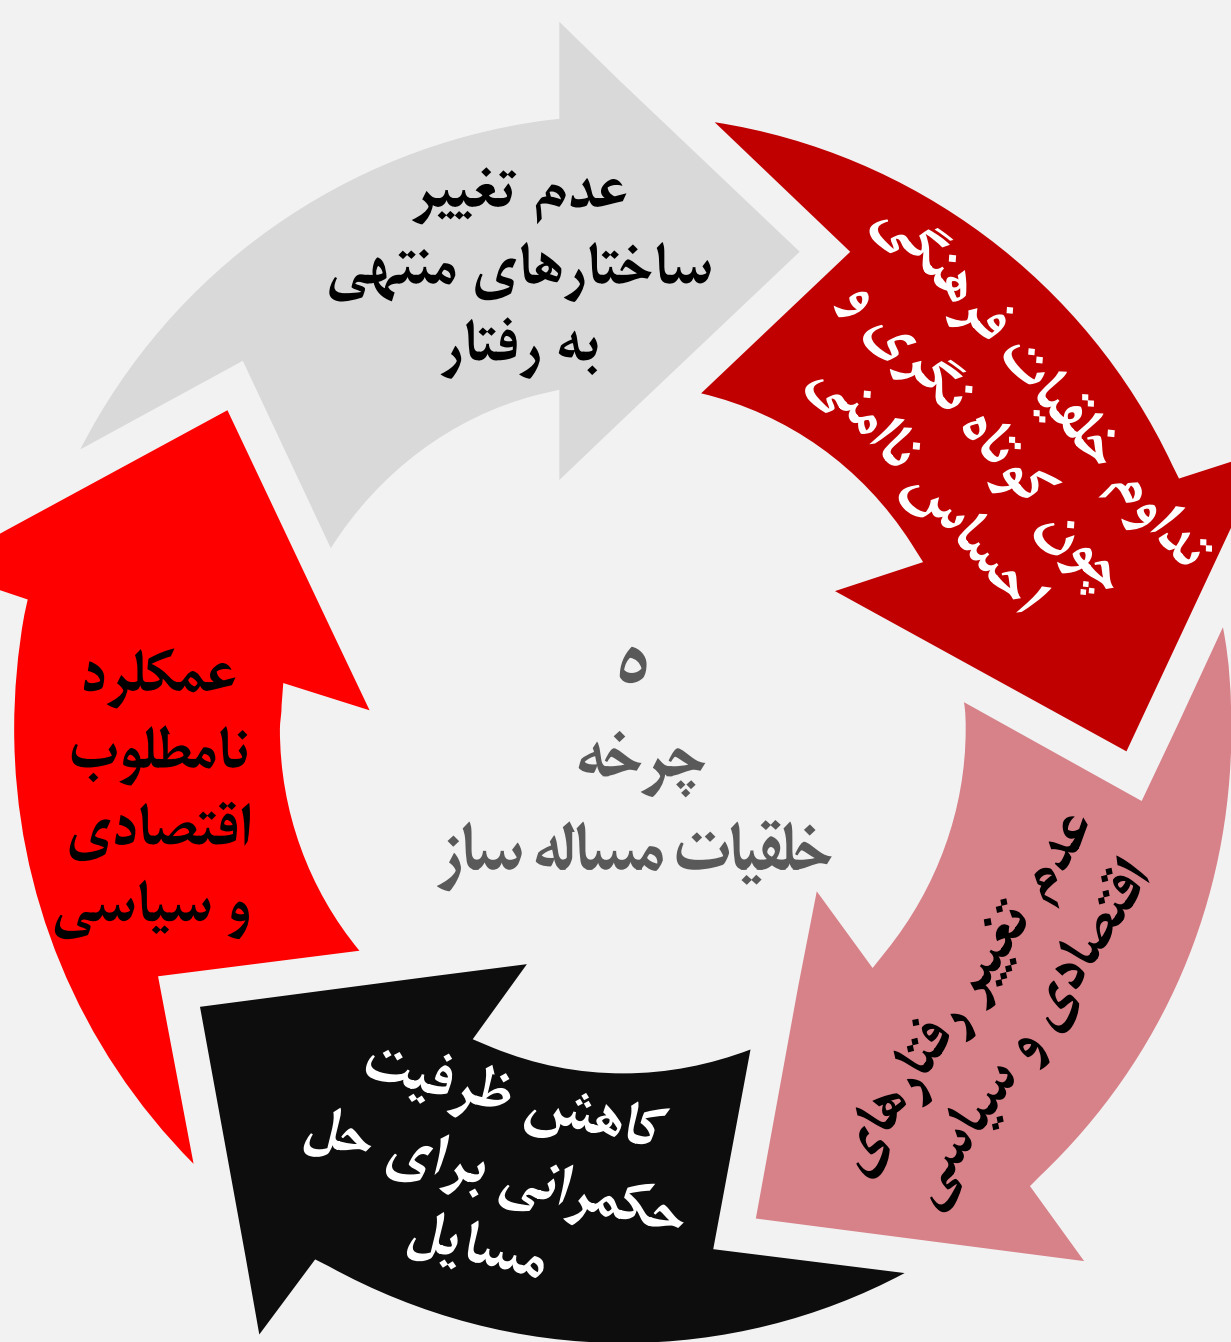 عدم تغییر
ساختارهای منتهی
به رفتار
تداوم خلقیات فرهنگی
چون کوتاه نگری و
احساس ناامنی
عدم تغییر رفتارهای
اقتصادی و سیاسی
کاهش ظرفیت
حکمرانی برای حل
مسایل
عمکلرد
نامطلوب
اقتصادی
و سیاسی
۵
چرخه
خلقیات مساله ساز